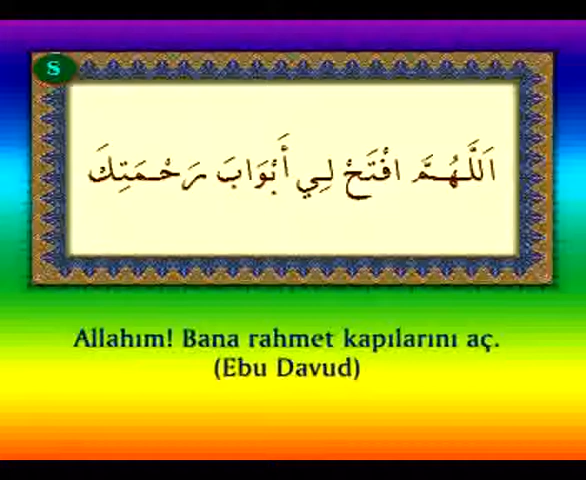 S
اَللَّهُمَّ افْتَحْ لِي أَبْوَابَ رَحْمَتِكَ
Allahım! Bana rahmet kapılarını aç.
(Ebu Davud)